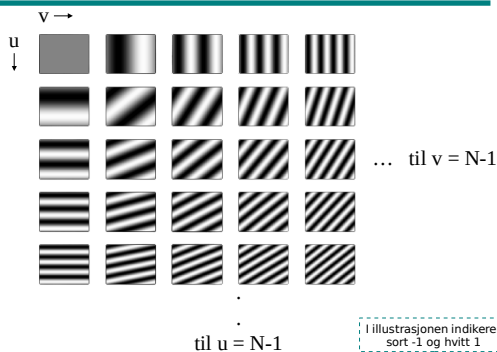 v →
u
↓
… til v = N-1
.
.
til u = N-1
I illustrasjonen indikere
sort -1 og hvitt 1